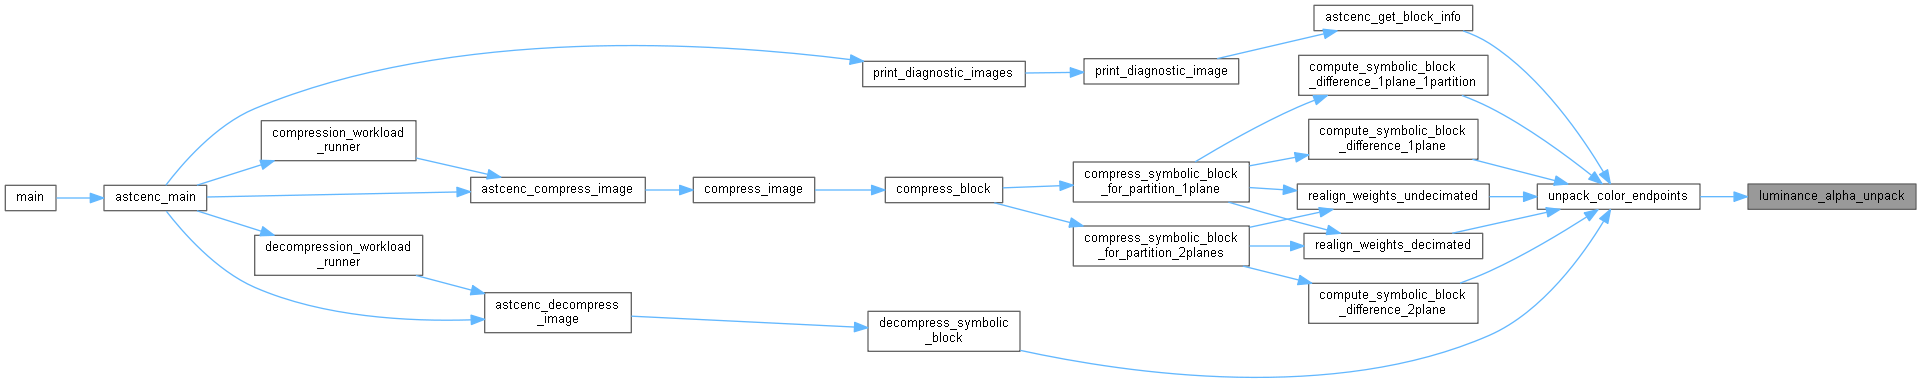 main
astcenc_main
compression_workload
_runner
decompression_workload
_runner
astcenc_compress_image
astcenc_decompress
_image
compress_image
print_diagnostic_images
compress_block
decompress_symbolic
_block
print_diagnostic_image
compress_symbolic_block
_for_partition_1plane
compress_symbolic_block
_for_partition_2planes
astcenc_get_block_info
compute_symbolic_block
_difference_1plane_1partition
compute_symbolic_block
_difference_1plane
realign_weights_undecimated
realign_weights_decimated
compute_symbolic_block
_difference_2plane
unpack_color_endpoints
luminance_alpha_unpack